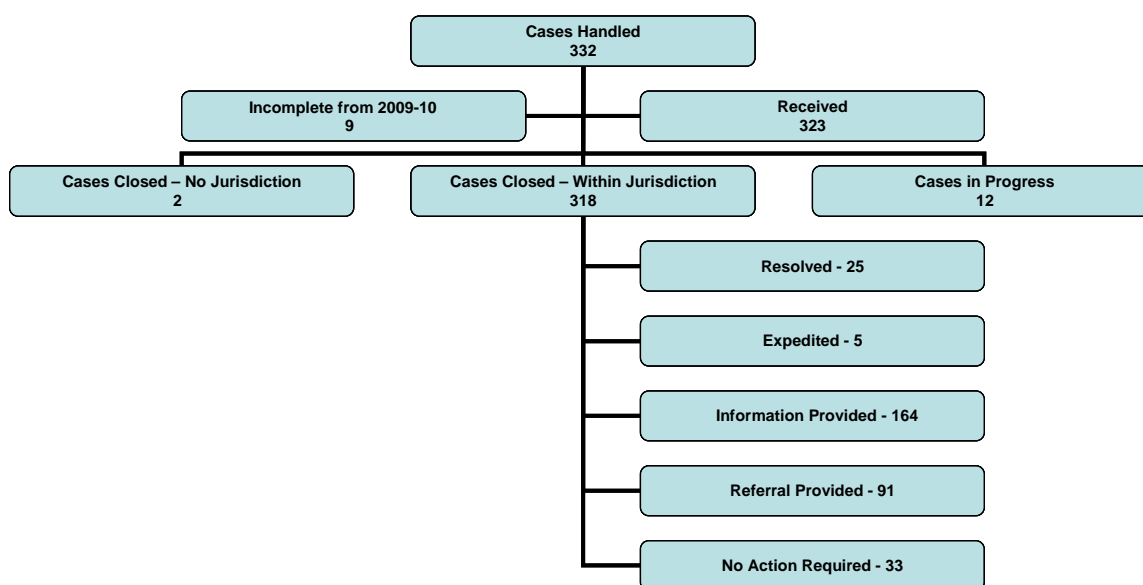 Cases Handled
332
Incomplete from 2009-10
9
Received
323
Cases Closed – No Jurisdiction
2
Cases Closed – Within Jurisdiction
318
Cases in Progress
12
Resolved - 25
Expedited - 5
Information Provided - 164
Referral Provided - 91
No Action Required - 33